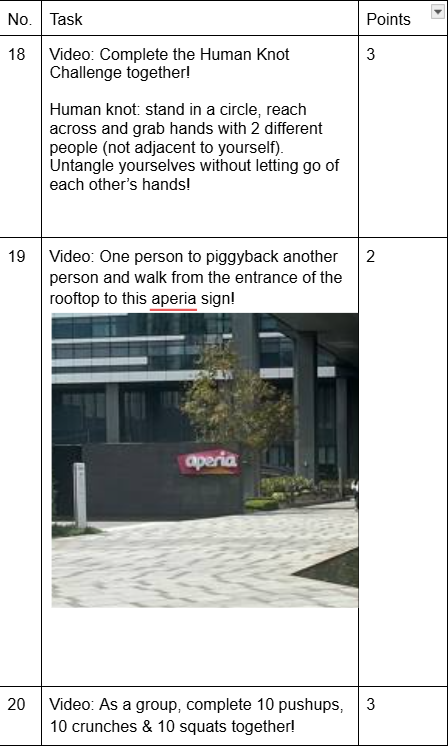 No. Task Points
18 Video: Complete the Human Knot 3
Challenge together!
Human knot: stand in a circle, reach
across and grab hands with 2 different
people (not adjacent to yourself).
Untangle yourselves without letting go of
each other's hands!
19 Video: One person to piggyback another 2
person and walk from the entrance of the
rooftop to this aperia sign!
aperia
20 Video: As a group, complete 10 pushups, 3
10 crunches & 10 squats together!